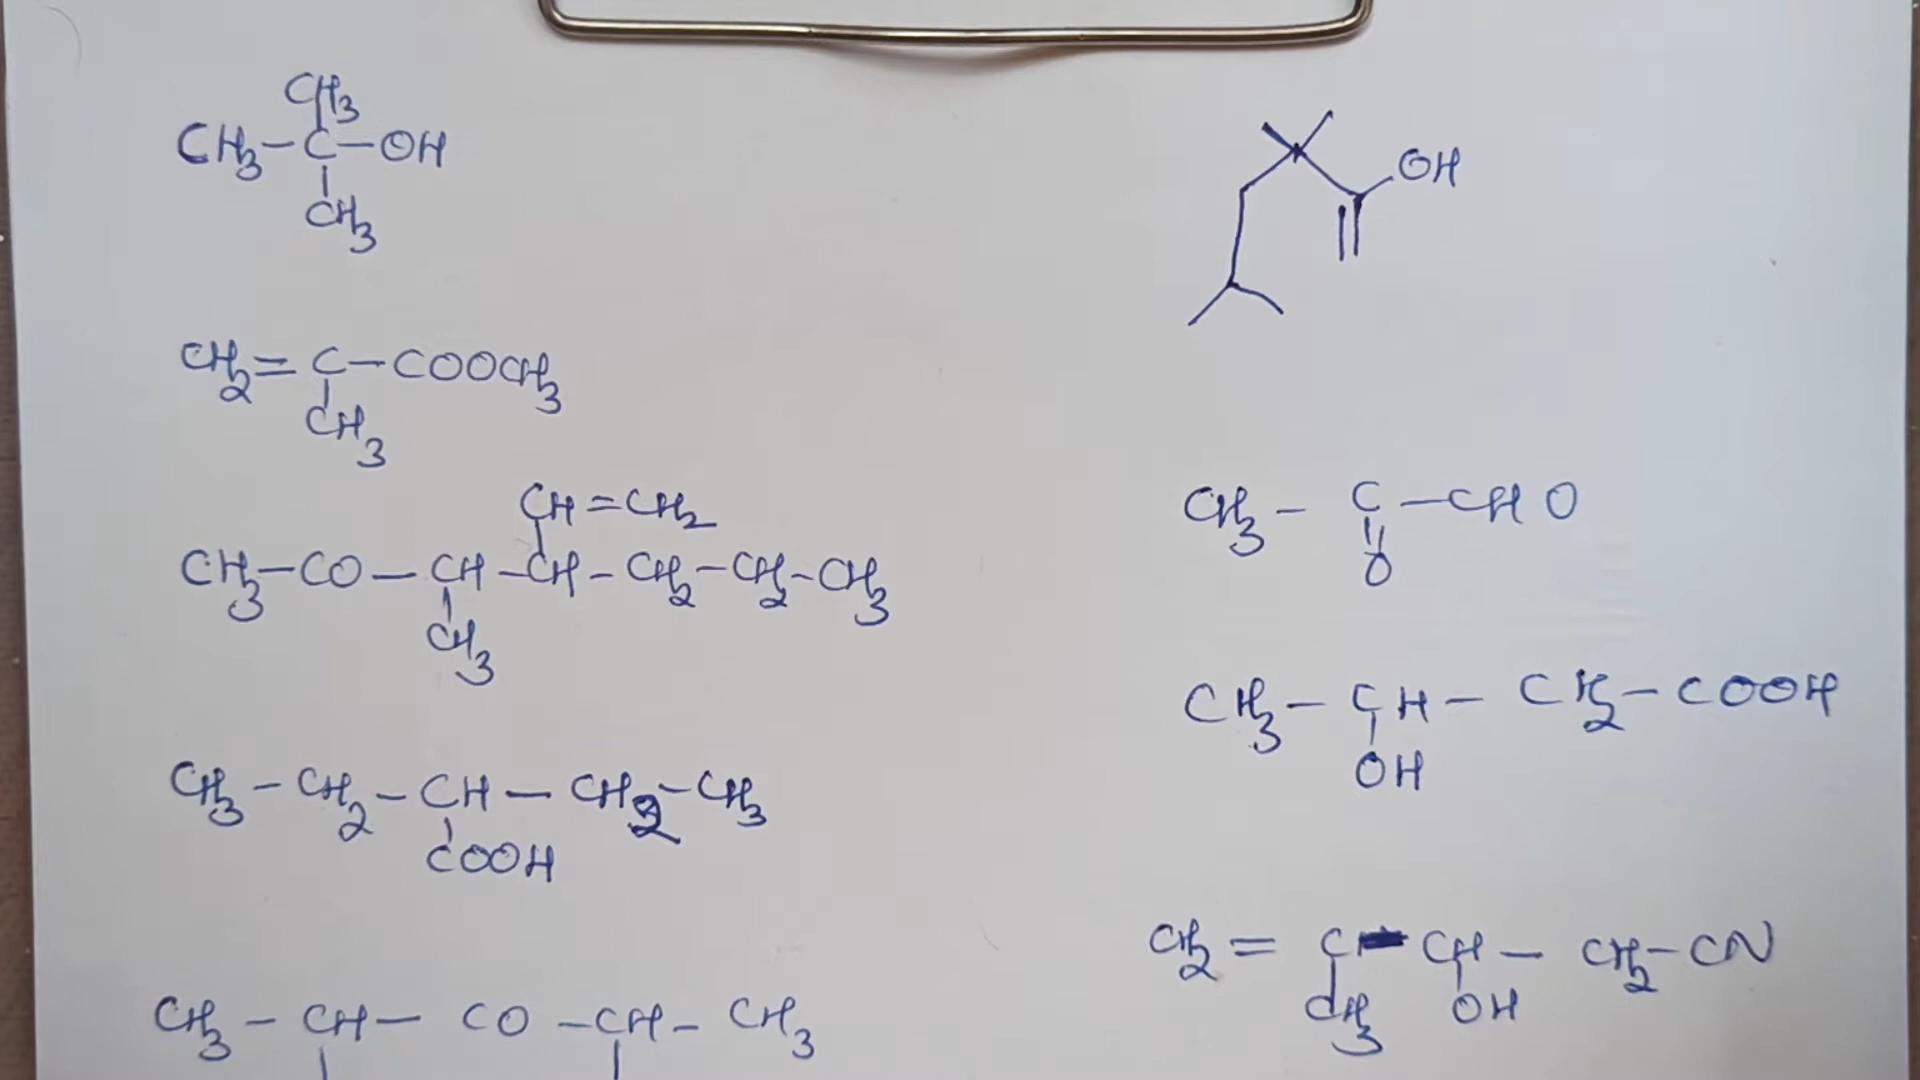 CH3
CH3-C-OH
CH3
CH2=C-COOCH3
CH3
CH=CH2
CH3-CO-CH-CH-CH2-CH2-CH3
CH3
CH3-CH2-CH-CH2-CH3
COOH
CH3-CH-CO-CH-CH3
OH
CH3-C-CHO
O
CH3-CH-CH2-COOH
OH
CH2=C-CH-CH2-CN
CH3 OH